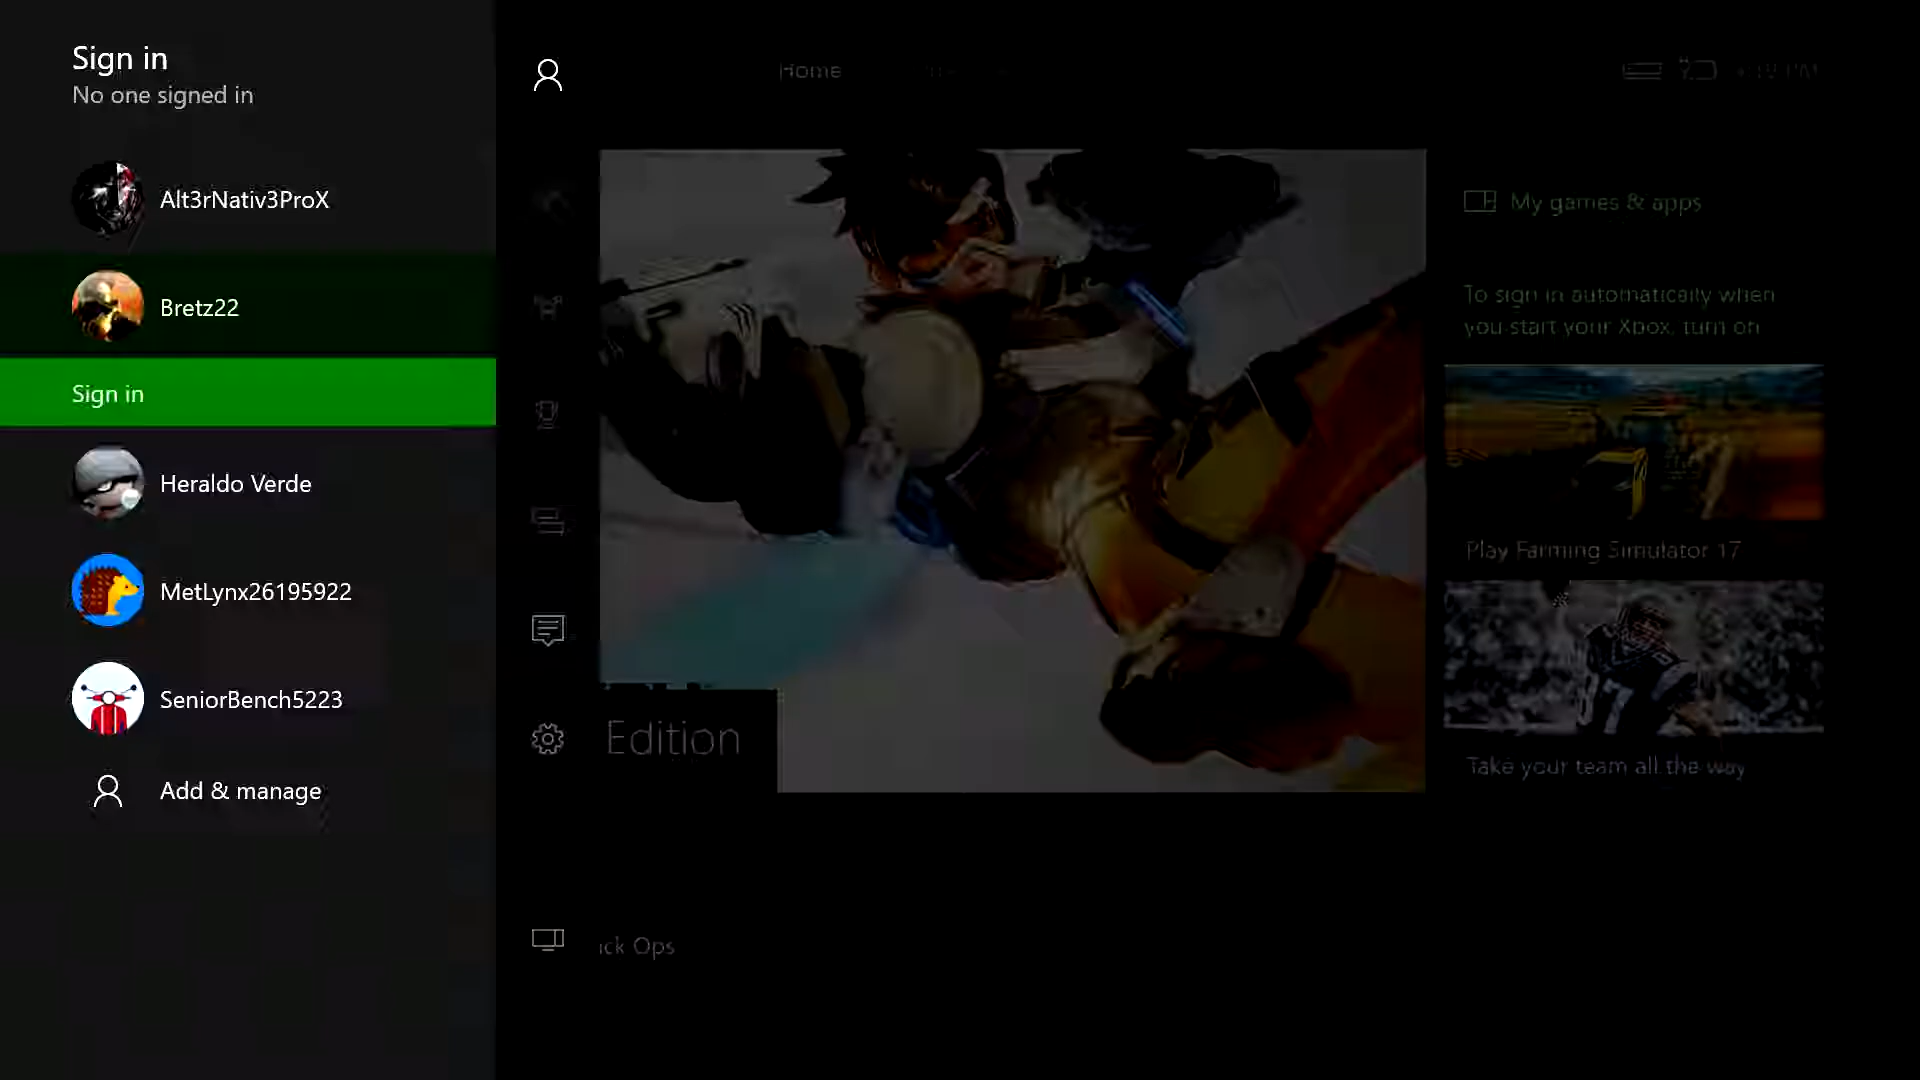 Sign in
No one signed in
Alt3rNativ3ProX
Bretz22
Sign in
Heraldo Verde
MetLynx26195922
SeniorBench5223
Add & manage
Home
My games & apps
To sign in automatically when
you start your Xbox, turn on
Play Farming Simulator 17
Edition
Take your team all the way
ick Ops